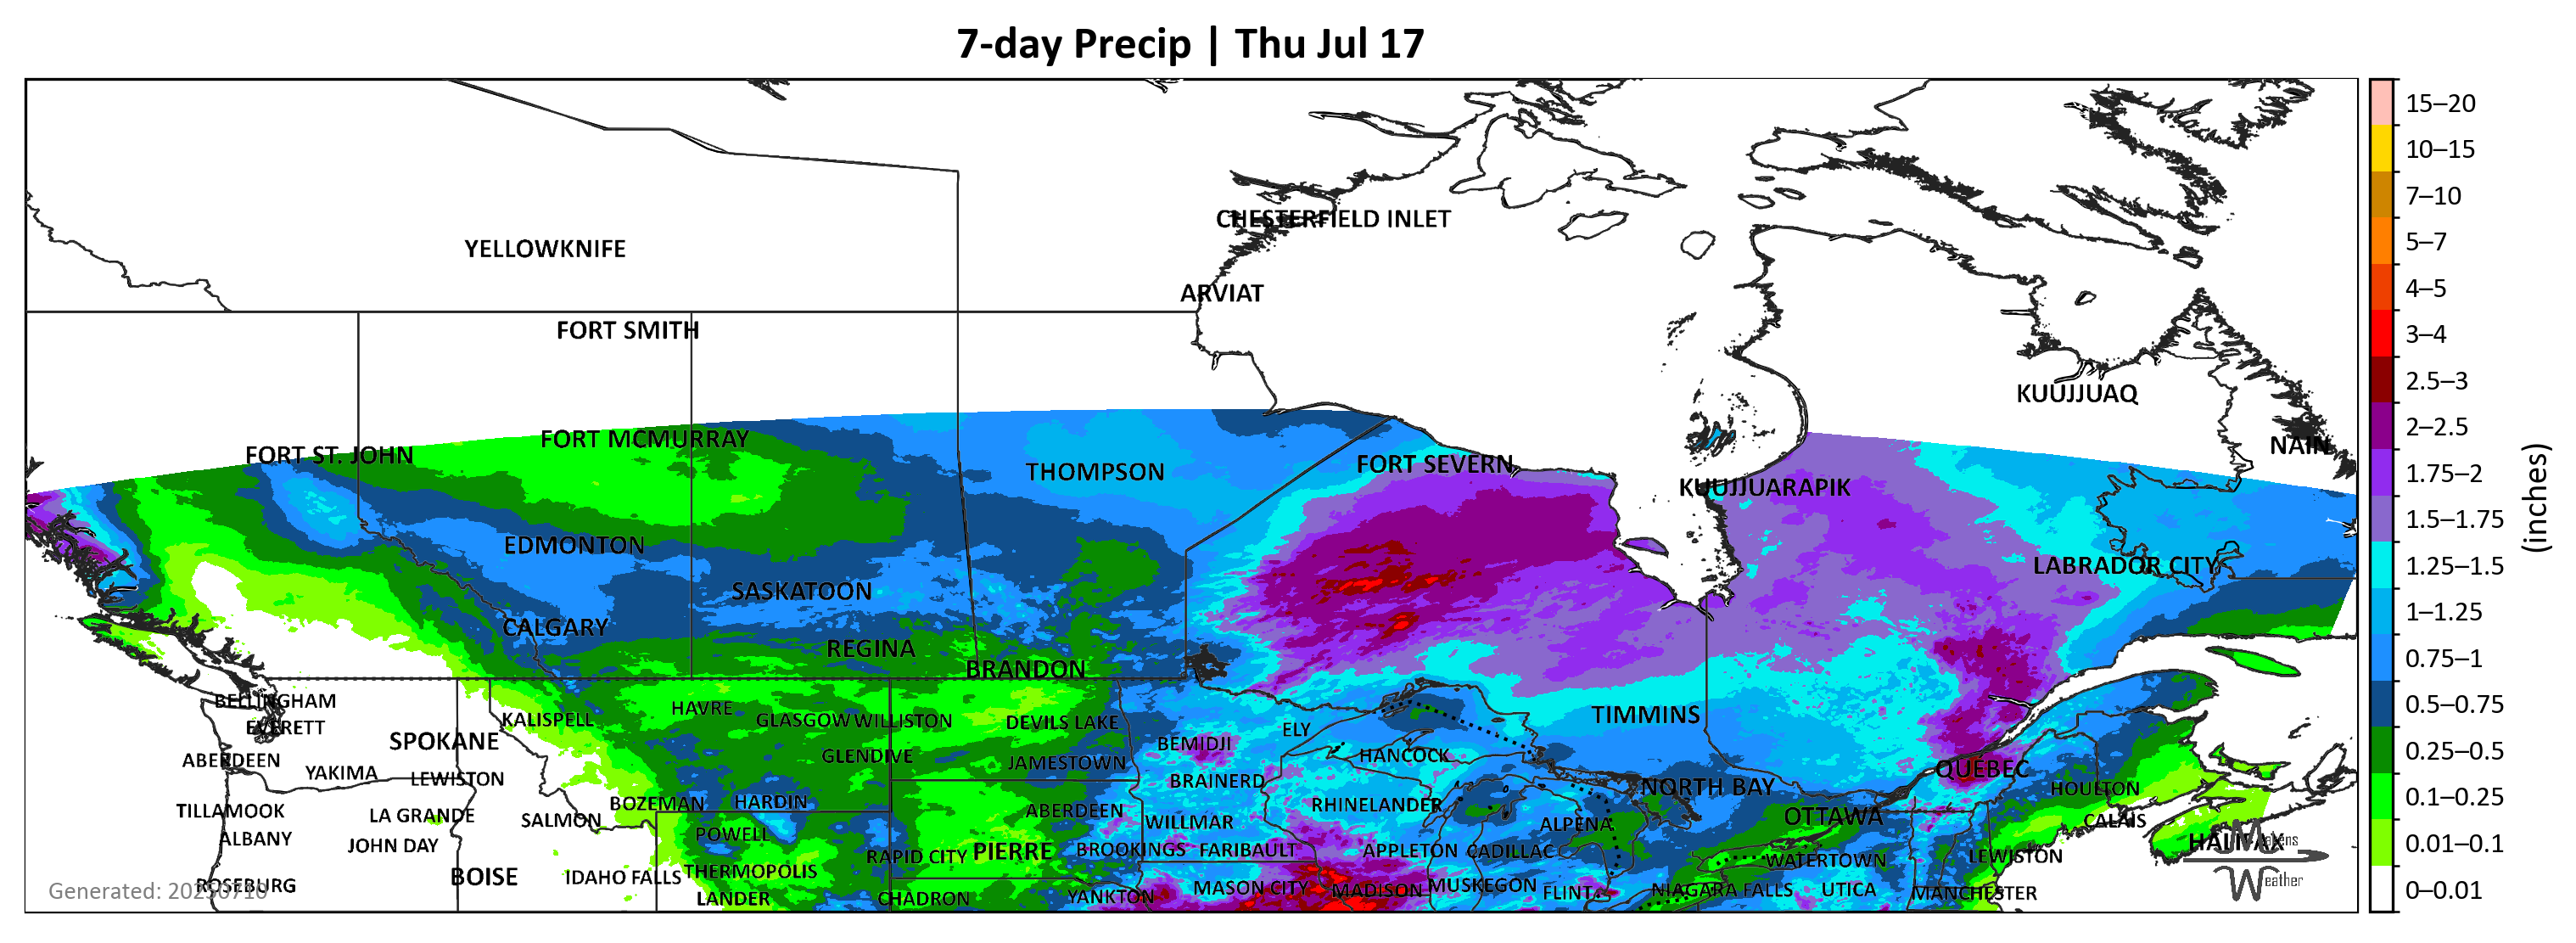 7-day Precip | Thu Jul 17
CHESTERFIELD INLET
YELLOWKNIFE
ARVIAT
FORT SMITH
KUUJJUAQ
NAIN
FORT MCMURRAY
FORT ST. JOHN
THOMPSON
FORT SEVERN
KUUJJUARAPIK
EDMONTON
LABRADOR CITY
SASKATOON
CALGARY
REGINA
BRANDON
BELLINGHAM
EVERETT
KALISPELL
HAVRE
GLASGOW WILLISTON
DEVILS LAKE
TIMMINS
ELY
SPOKANE
BEMIDJI
HANCOCK
ABERDEEN
GLENDIVE
JAMESTOWN
QUEBEC
YAKIMA
LEWISTON
BRAINERD
NORTH BAY
HOULTON
BOZEMAN
HARDIN
RHINELANDER
TILLAMOOK
LA GRANDE
SALMON
ABERDEEN
WILLMAR
ALPENA
OTTAWA
CALAIS
ALBANY
JOHN DAY
POWELL
RAPID CITY
PIERRE
BROOKINGS
FARIBAULT
APPLETON
CADILLAC
WATERTOWN
LEWISTON
HALIFAX
BOISE
IDAHO FALLS
THERMOPOLIS
ROSEBURG
LANDER
CHADRON
YANKTON
MASON CITY
MADISON
MUSKEGON
FLINT
NIAGARA FALLS
UTICA
MANCHESTER
Weather
15–20
10–15
7–10
5–7
4–5
3–4
2.5–3
2–2.5
1.75–2
1.5–1.75
1.25–1.5
1–1.25
0.75–1
0.5–0.75
0.25–0.5
0.1–0.25
0.01–0.1
0–0.01
(inches)
Generated: 20250710